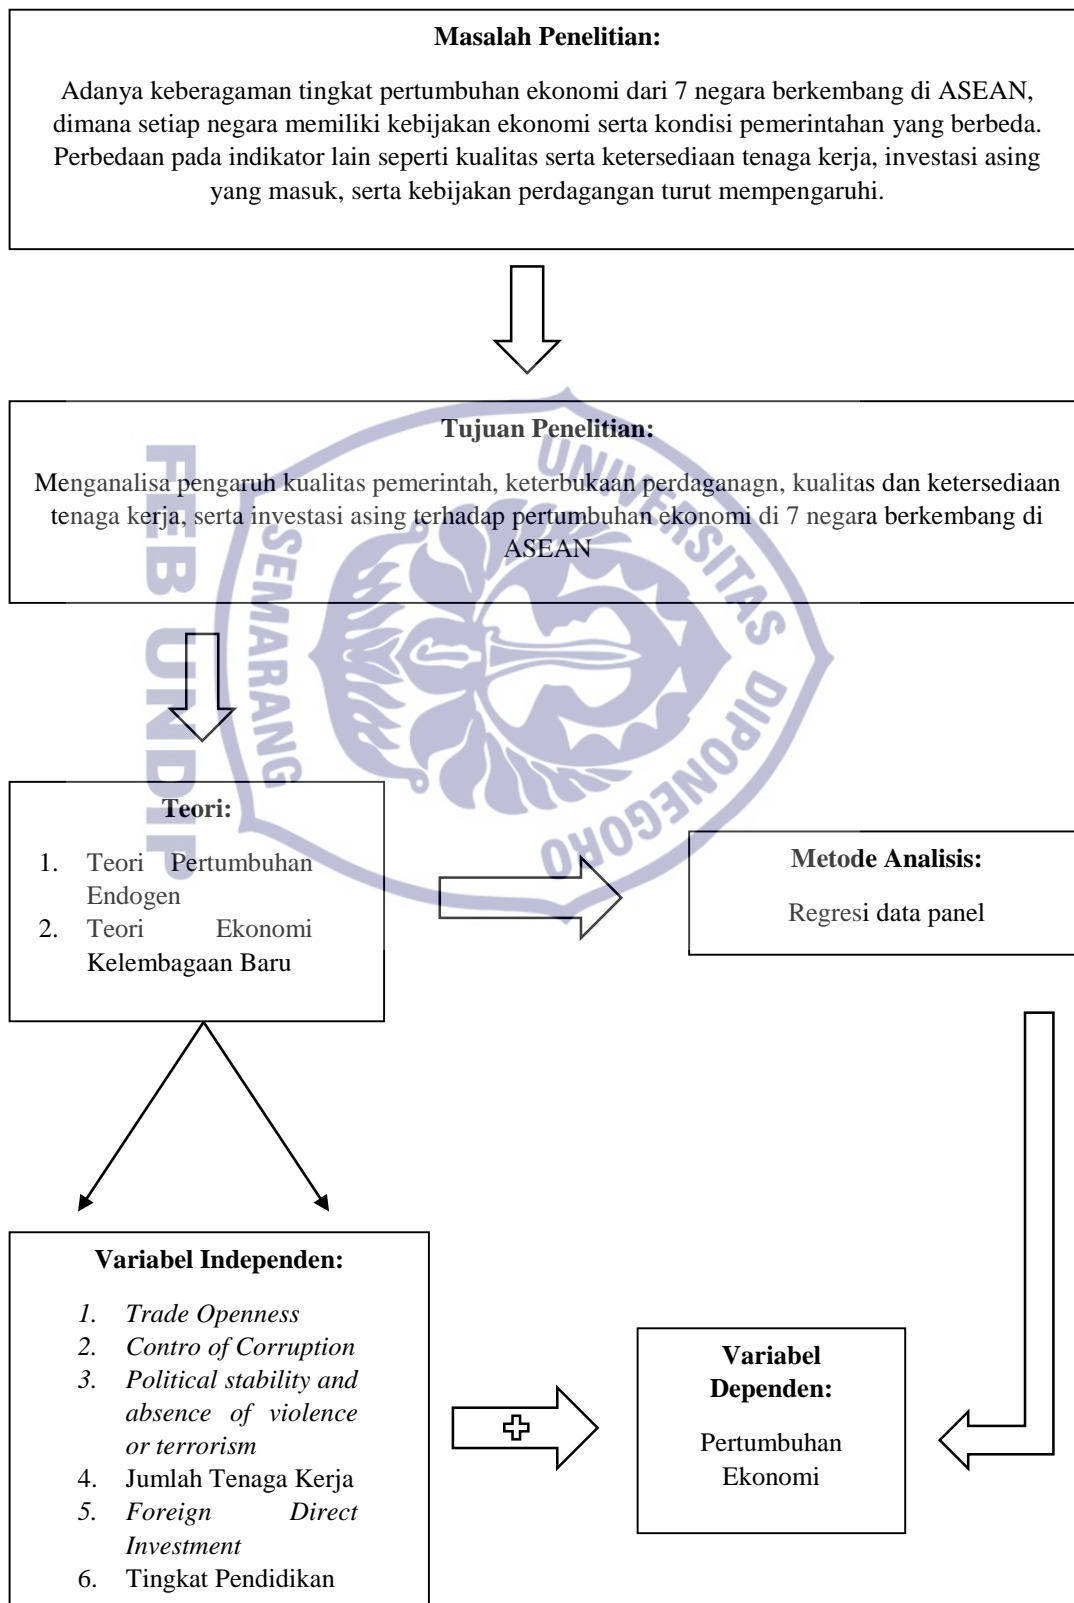 Masalah Penelitian:
Adanya keberagaman tingkat pertumbuhan ekonomi dari 7 negara berkembang di ASEAN,
dimana setiap negara memiliki kebijakan ekonomi serta kondisi pemerintahan yang berbeda.
Perbedaan pada indikator lain seperti kualitas serta ketersediaan tenaga kerja, investasi asing
yang masuk, serta kebijakan perdagangan turut mempengaruhi.
Tujuan Penelitian:
Menganalisa pengaruh kualitas pemerintah, keterbukaan perdaganagn, kualitas dan ketersediaan
tenaga kerja, serta investasi asing terhadap pertumbuhan ekonomi di 7 negara berkembang di
ASEAN
FEB UNDIP
SEMARANG
UNIVERSITAS DIPONEGORO
Teori:
1. Teori Pertumbuhan
Endogen
2. Teori Ekonomi
Kelembagaan Baru
Metode Analisis:
Regresi data panel
Variabel Independen:
1. Trade Openness
2. Contro of Corruption
3. Political stability and
absence of violence
or terrorism
4. Jumlah Tenaga Kerja
5. Foreign Direct
Investment
6. Tingkat Pendidikan
Variabel
Dependen:
Pertumbuhan
Ekonomi